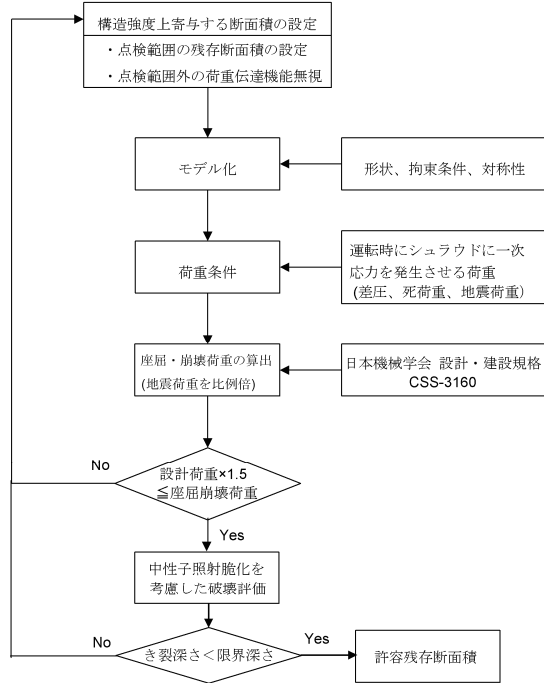 構造強度上寄与する断面積の設定
・点検範囲の残存断面積の設定
・点検範囲外の荷重伝達機能無視
モデル化
形状、拘束条件、対称性
荷重条件
運転時にシュラウドに一次
応力を発生させる荷重
(差圧、死荷重、地震荷重)
座屈・崩壊荷重の算出
(地震荷重を比例倍)
日本機械学会 設計・建設規格
CSS-3160
No
設計荷重×1.5
≦座屈崩壊荷重
Yes
中性子照射脆化を
考慮した破壊評価
No
き裂深さ＜限界深さ
Yes
許容残存断面積